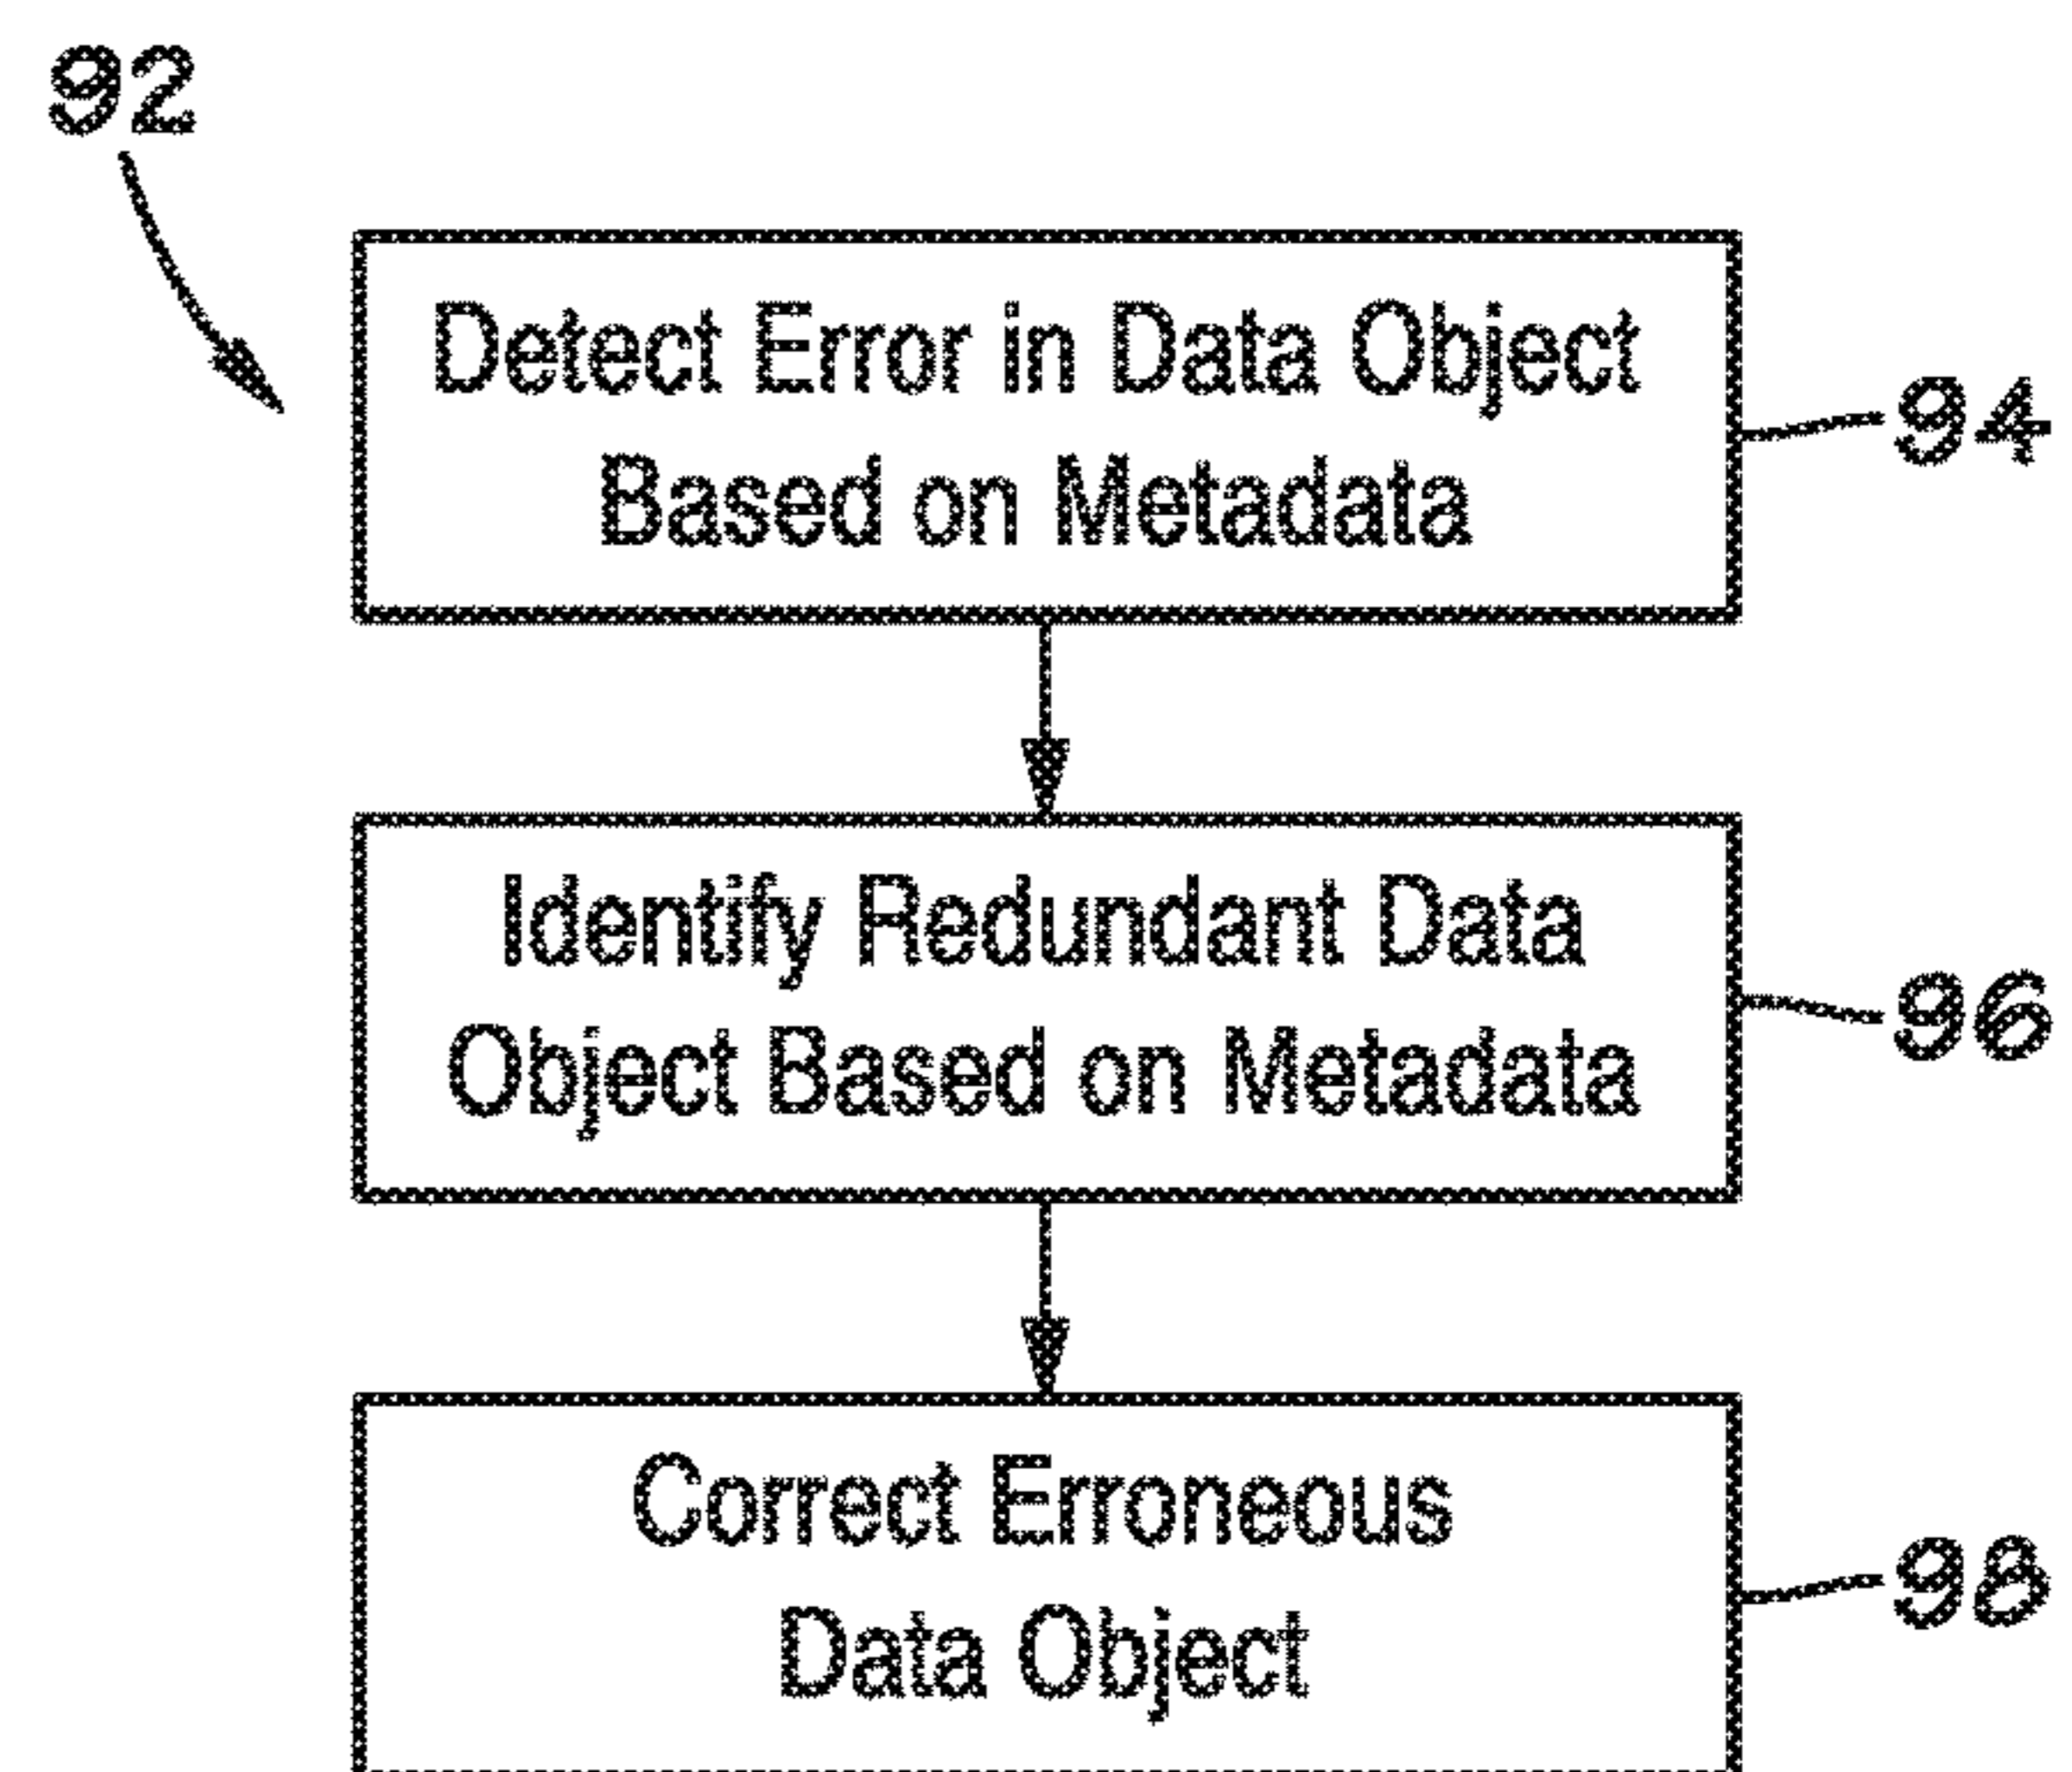 92
Detect Error in Data Object
Based on Metadata
94
Identify Redundant Data
Object Based on Metadata
96
Correct Erroneous
Data Object
98